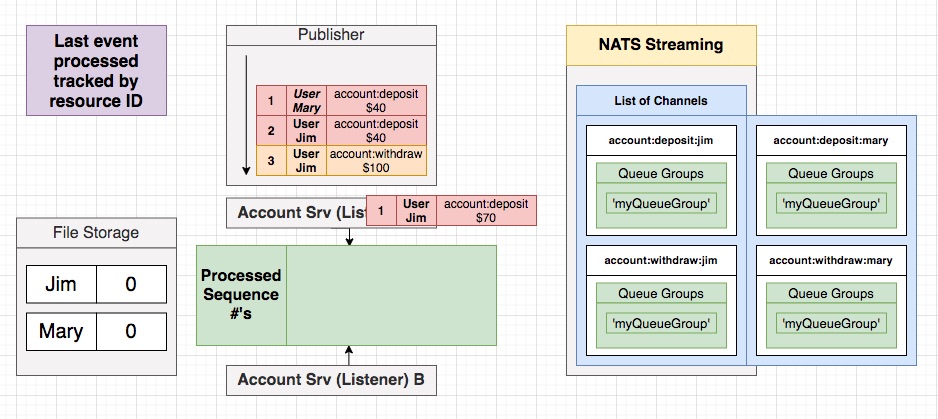 Last event
processed
tracked by
resource ID
Publisher
1 User Mary account:deposit $40
2 User Jim account:deposit $40
3 User Jim account:withdraw $100
Account Srv (List
1 User Jim account:deposit $70
File Storage
Jim 0
Mary 0
Processed
Sequence
#'s
Account Srv (Listener) B
NATS Streaming
List of Channels
account:deposit:jim
Queue Groups
'myQueueGroup'
account:deposit:mary
Queue Groups
'myQueueGroup'
account:withdraw:jim
Queue Groups
'myQueueGroup'
account:withdraw:mary
Queue Groups
'myQueueGroup'